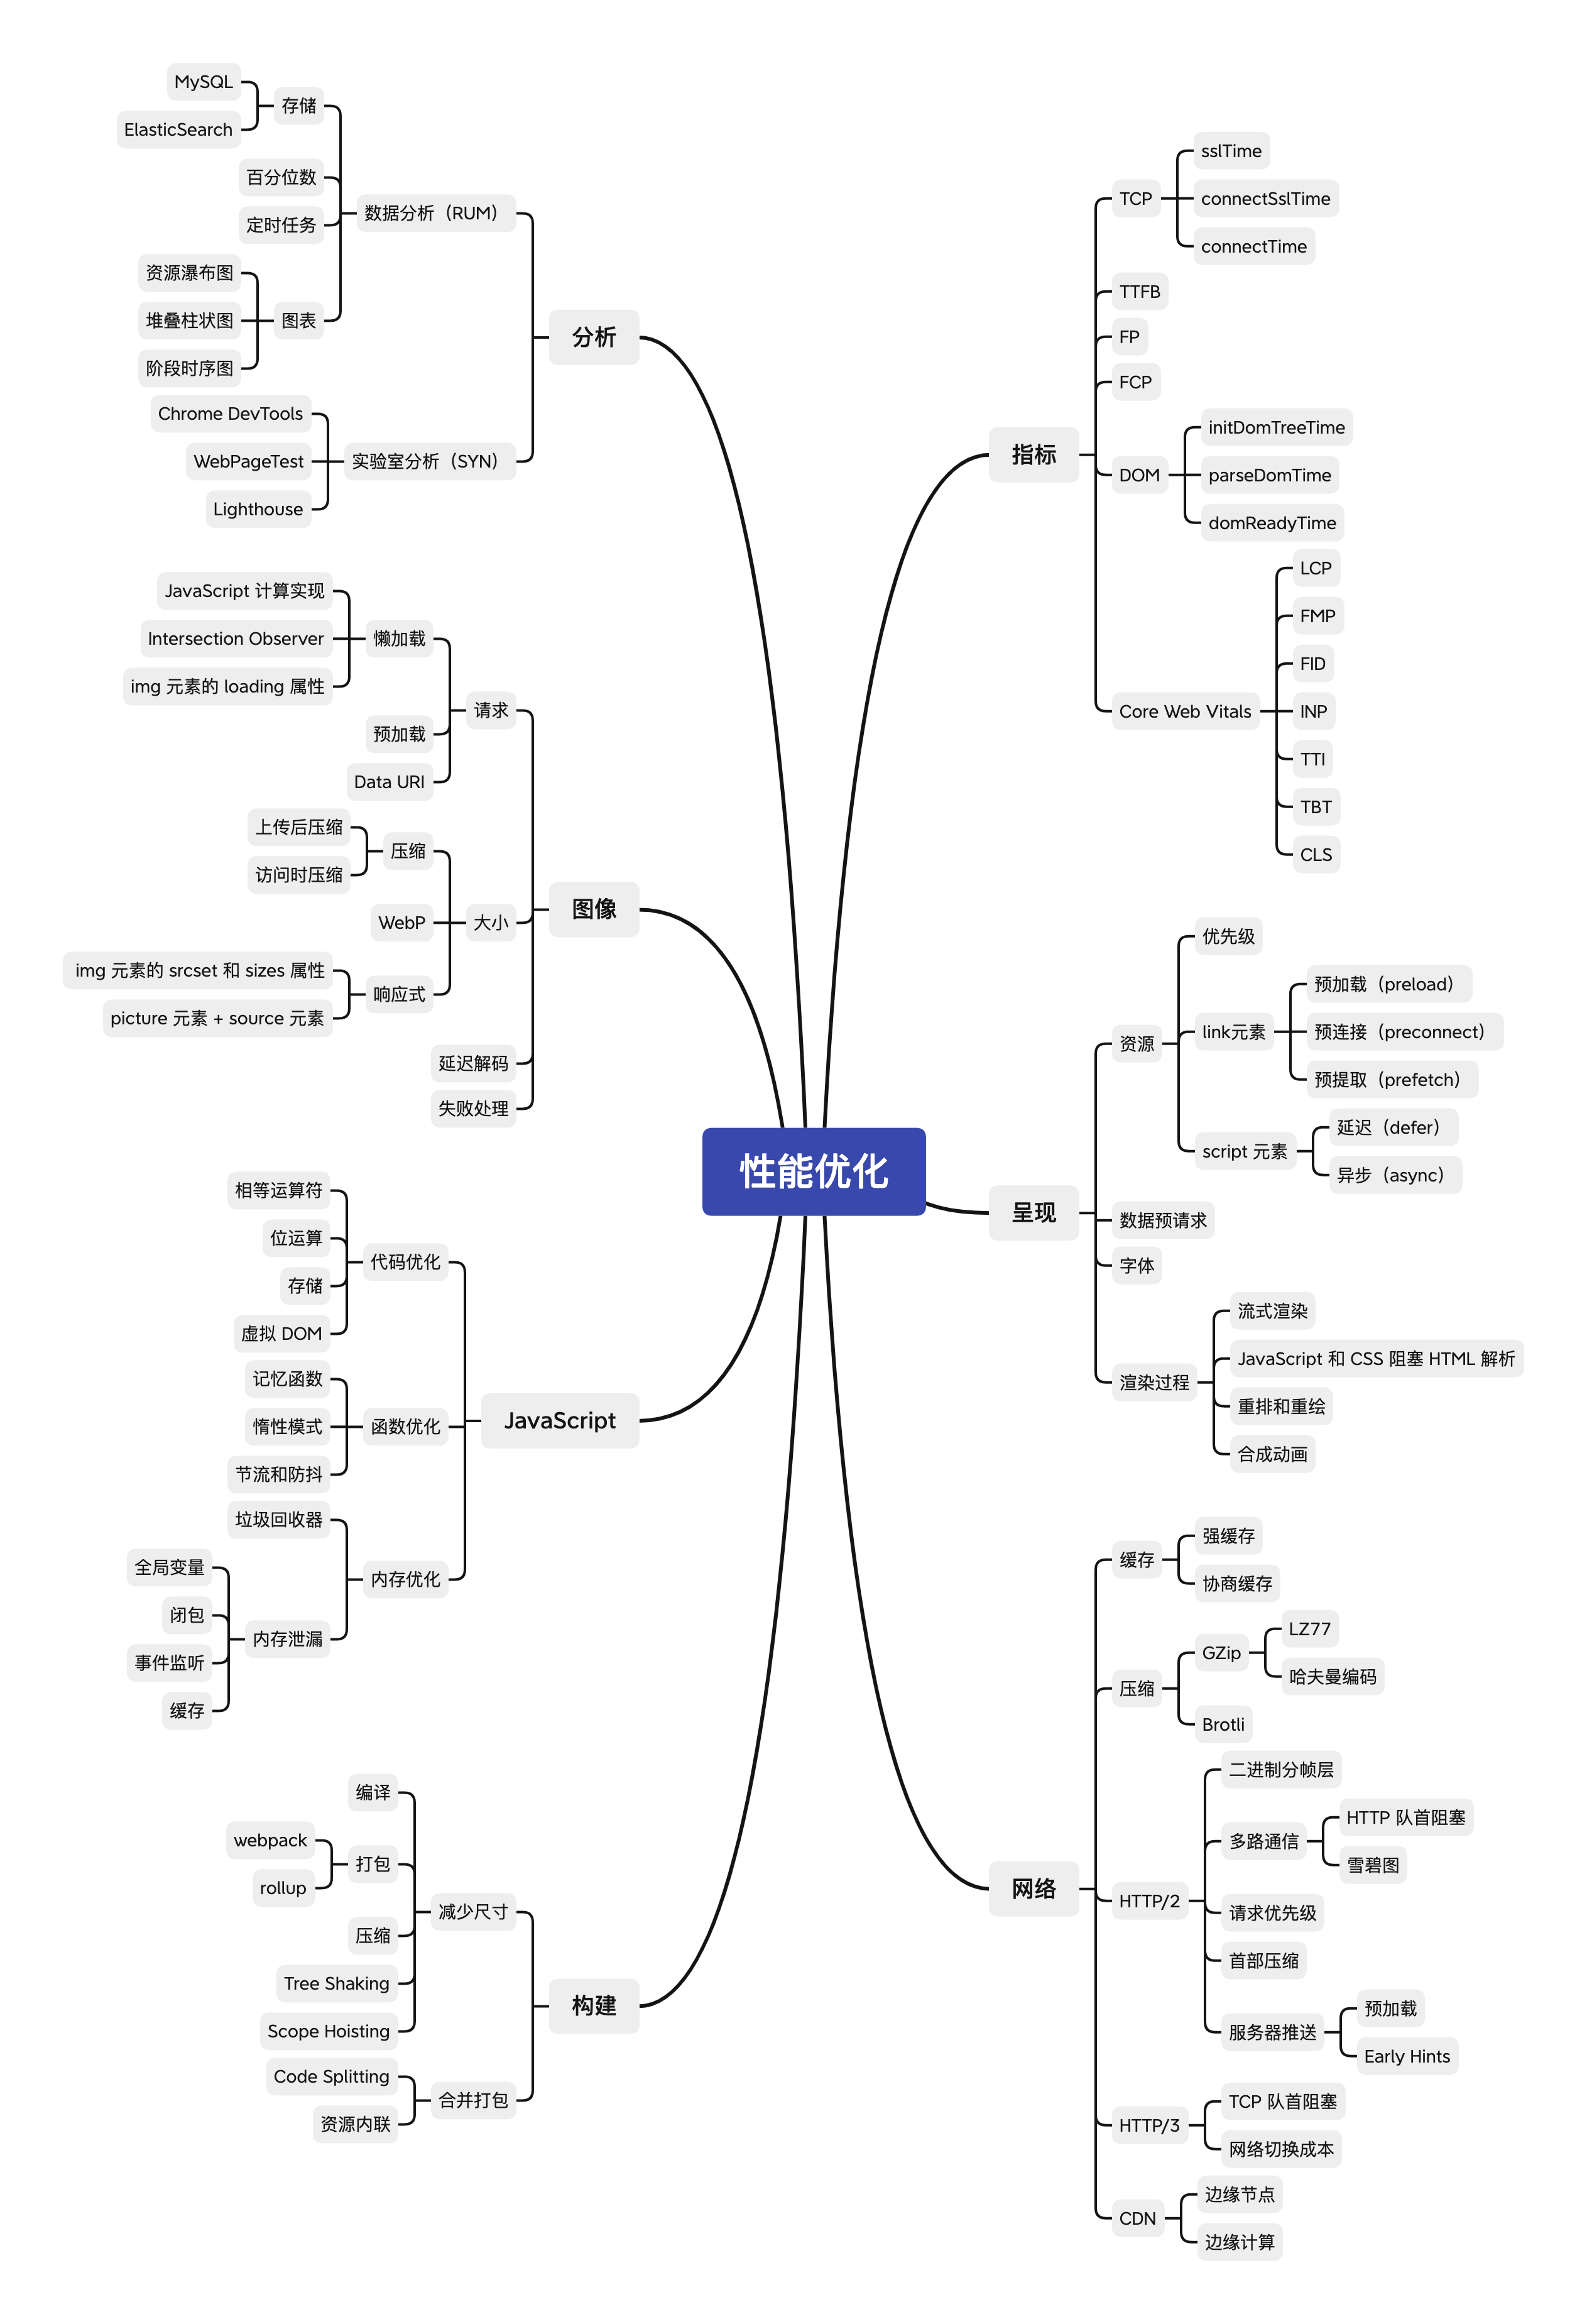 性能优化
指标
TCP
sslTime
connectSslTime
connectTime
TTFB
FP
FCP
DOM
initDomTreeTime
parseDomTime
domReadyTime
Core Web Vitals
LCP
FMP
FID
INP
TTI
TBT
CLS
呈现
资源
优先级
link元素
预加载（preload）
预连接（preconnect）
预提取（prefetch）
script 元素
延迟（defer）
异步（async）
数据预请求
字体
渲染过程
流式渲染
JavaScript 和 CSS 阻塞 HTML 解析
重排和重绘
合成动画
网络
缓存
强缓存
协商缓存
压缩
GZip
LZ77
哈夫曼编码
Brotli
HTTP/2
二进制分帧层
多路通信
HTTP 队首阻塞
雪碧图
请求优先级
首部压缩
服务器推送
预加载
Early Hints
HTTP/3
TCP 队首阻塞
网络切换成本
CDN
边缘节点
边缘计算
分析
数据分析（RUM）
存储
MySQL
ElasticSearch
百分位数
定时任务
图表
资源瀑布图
堆叠柱状图
阶段时序图
实验室分析（SYN）
Chrome DevTools
WebPageTest
Lighthouse
图像
请求
懒加载
JavaScript 计算实现
Intersection Observer
img 元素的 loading 属性
预加载
Data URI
大小
压缩
上传后压缩
访问时压缩
WebP
响应式
img 元素的 srcset 和 sizes 属性
picture 元素 + source 元素
延迟解码
失败处理
JavaScript
代码优化
相等运算符
位运算
存储
虚拟 DOM
函数优化
记忆函数
惰性模式
节流和防抖
内存优化
垃圾回收器
内存泄漏
全局变量
闭包
事件监听
缓存
构建
减少尺寸
编译
打包
webpack
rollup
压缩
Tree Shaking
Scope Hoisting
合并打包
Code Splitting
资源内联